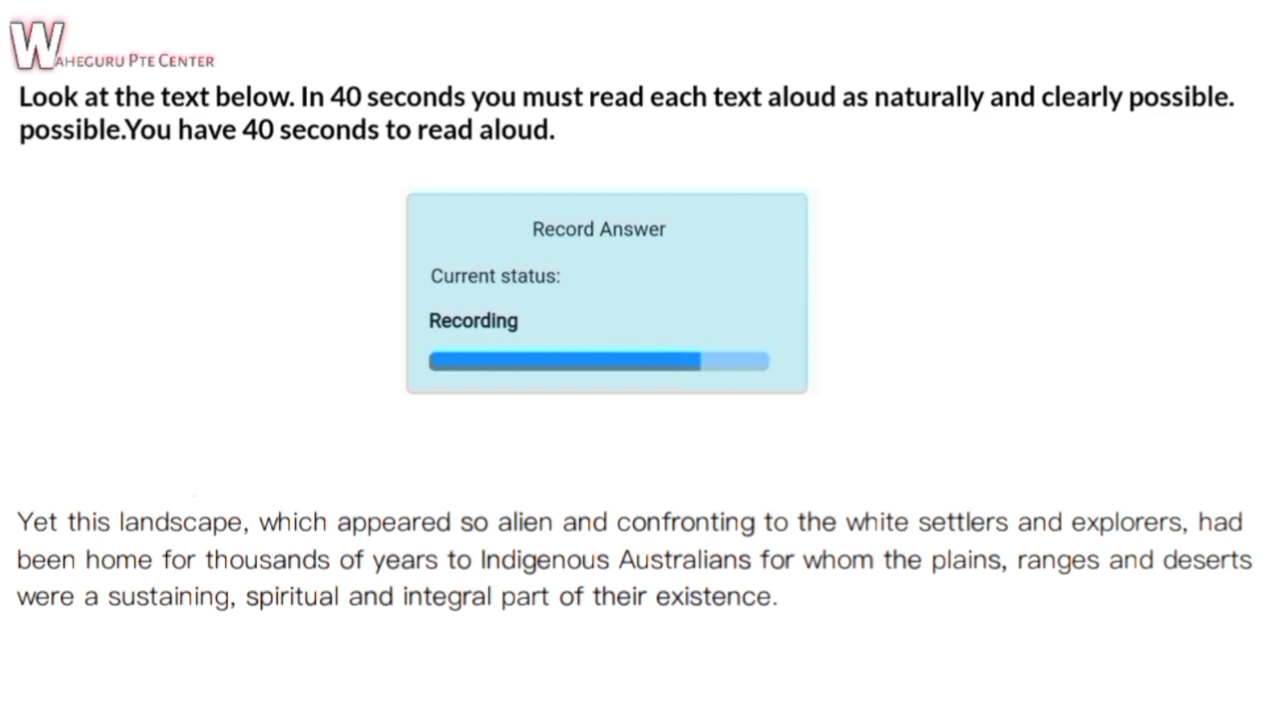 WAHEGURU PTE CENTER
Look at the text below. In 40 seconds you must read each text aloud as naturally and clearly possible.
possible.You have 40 seconds to read aloud.
Record Answer
Current status:
Recording
Yet this landscape, which appeared so alien and confronting to the white settlers and explorers, had
been home for thousands of years to Indigenous Australians for whom the plains, ranges and deserts
were a sustaining, spiritual and integral part of their existence.